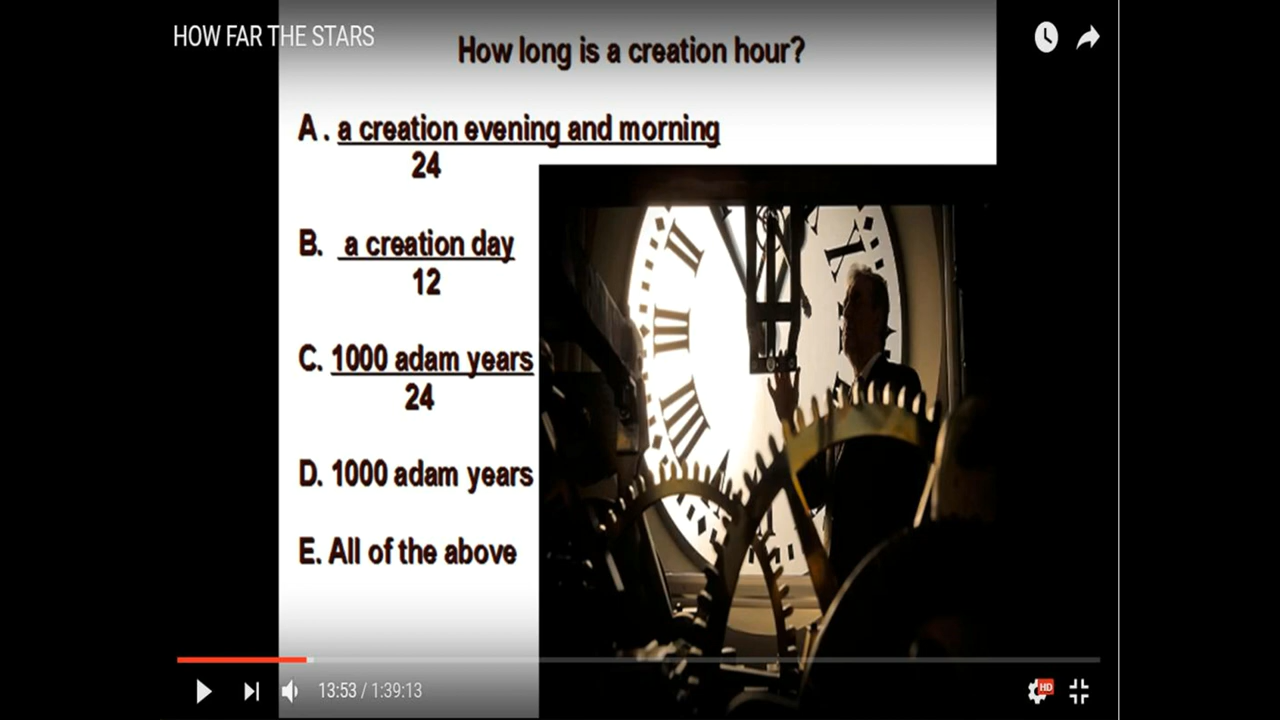 HOW FAR THE STARS
How long is a creation hour?
A . a creation evening and morning
24
B. a creation day
12
C. 1000 adam years
24
D. 1000 adam years
E. All of the above
13:53 / 1:39:13
HD